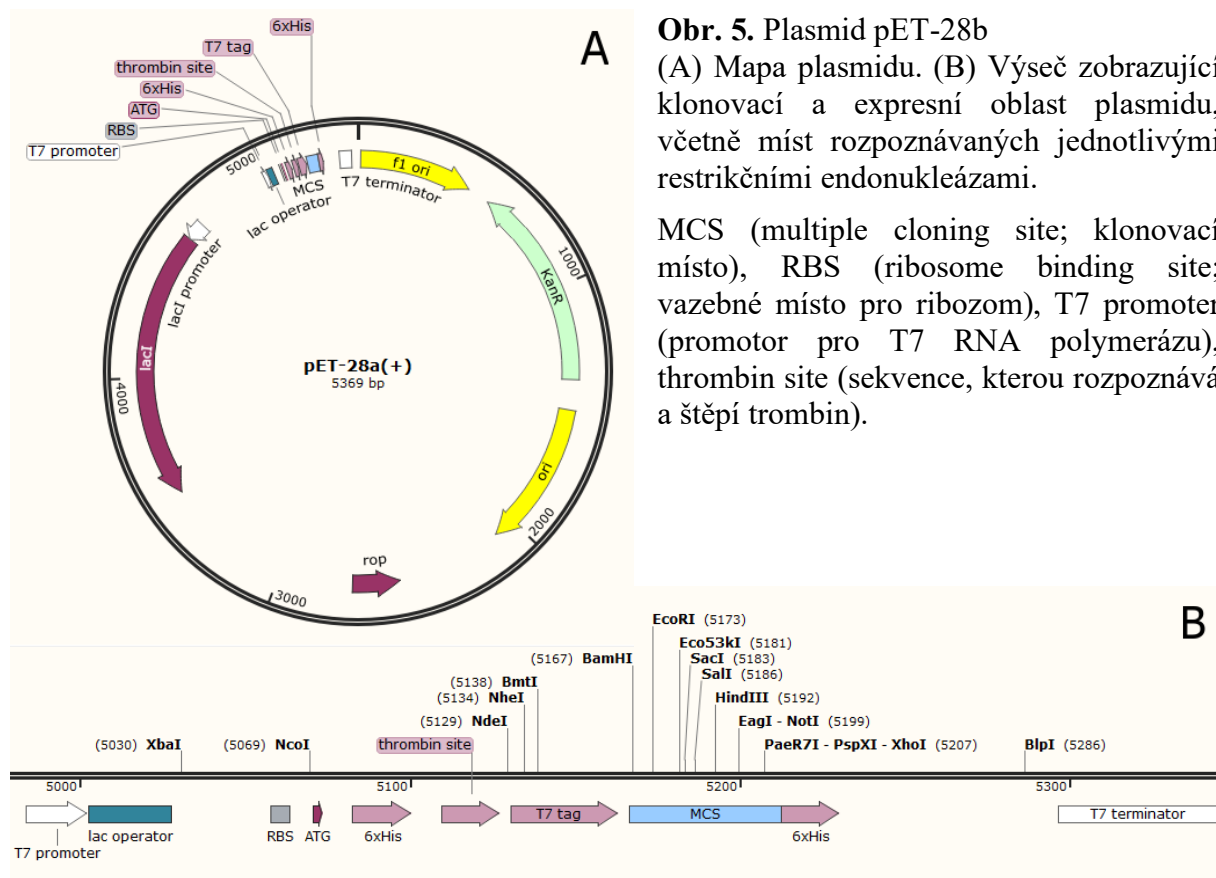 A
6xHis
T7 tag
thrombin site
6xHis
ATG
RBS
T7 promoter
5000
lac operator
MCS
T7 terminator
f1 ori
KanR
1000
ori
2000
rop
3000
lacI
4000
lacI promoter
pET-28a(+)
5369 bp
Obr. 5. Plasmid pET-28b
(A) Mapa plasmidu. (B) Výseč zobrazující
klonovací a expresní oblast plasmidu,
včetně míst rozpoznávaných jednotlivými
restrikčními endonukleázami.
MCS (multiple cloning site; klonovací
místo), RBS (ribosome binding site;
vazebné místo pro ribozom), T7 promoter
(promotor pro T7 RNA polymerázu),
thrombin site (sekvence, kterou rozpoznává
a štěpí trombin).
B
EcoRI (5173)
Eco53kI (5181)
(5167) BamHI
SacI (5183)
SalI (5186)
(5138) BmtI
(5134) NheI
HindIII (5192)
(5129) NdeI
EagI - NotI (5199)
(5030) XbaI
(5069) NcoI
thrombin site
PaeR7I - PspXI - XhoI (5207)
BlpI (5286)
5000
5100
5200
5300
T7 promoter
lac operator
RBS
ATG
6xHis
T7 tag
MCS
6xHis
T7 terminator